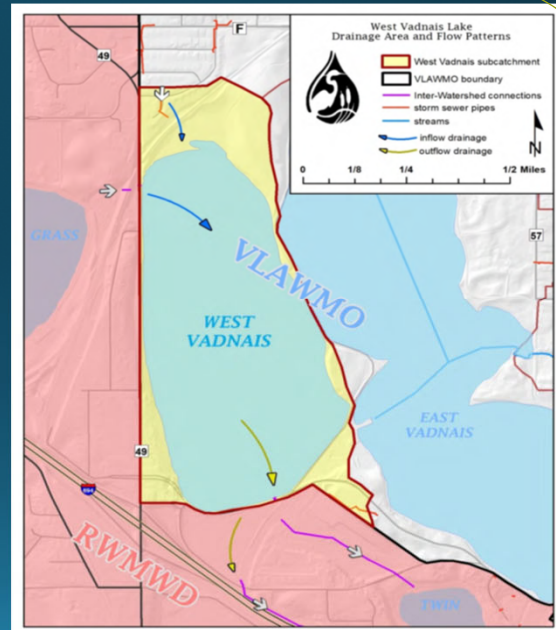 West Vadnais Lake
Drainage Area and Flow Patterns
West Vadnais subcatchment
VLAWMO boundary
Inter-Watershed connections
storm sewer pipes
streams
inflow drainage
outflow drainage
N
0 1/8 1/4 1/2 Miles
F
49
57
GRASS
VLAWMO
WEST
VADNAIS
EAST
VADNAIS
49
694
RWMWD
TWIN